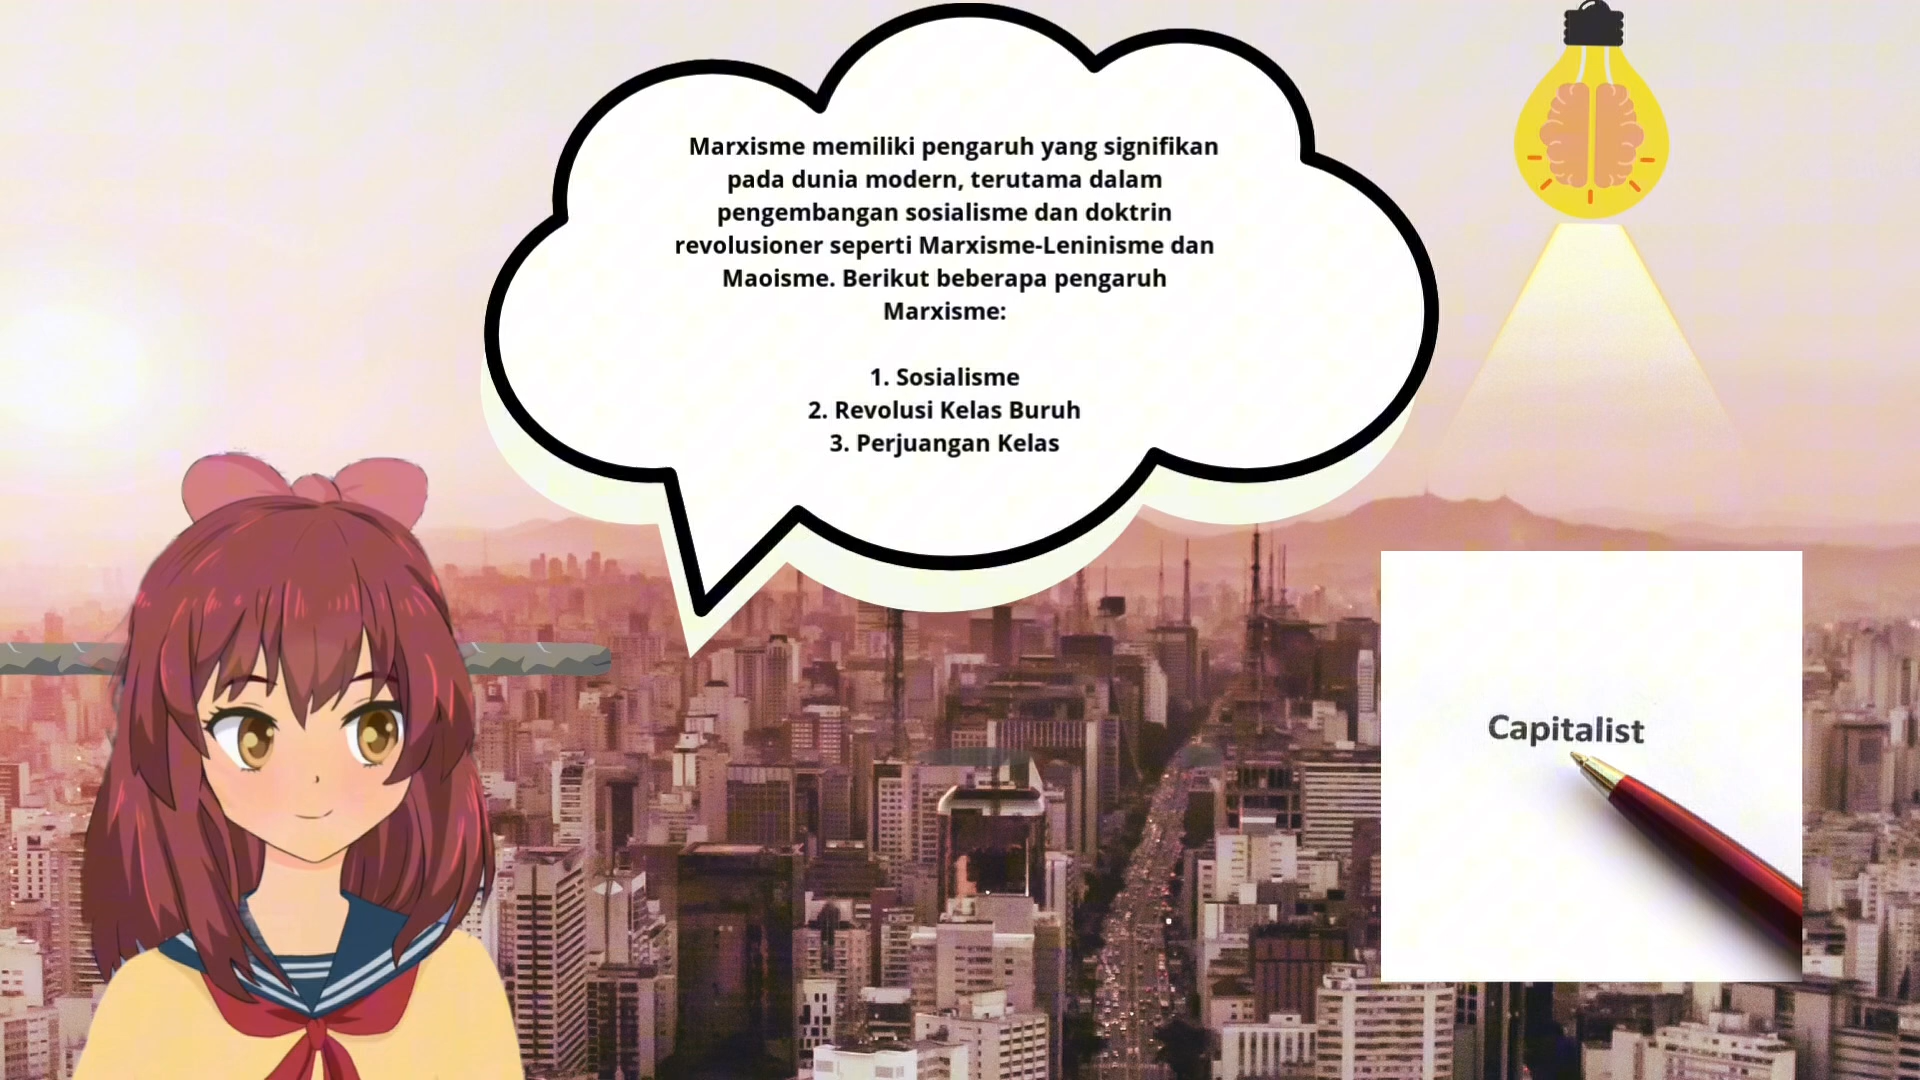 Marxisme memiliki pengaruh yang signifikan
pada dunia modern, terutama dalam
pengembangan sosialisme dan doktrin
revolusioner seperti Marxisme-Leninisme dan
Maoisme. Berikut beberapa pengaruh
Marxisme:
1. Sosialisme
2. Revolusi Kelas Buruh
3. Perjuangan Kelas
Capitalist